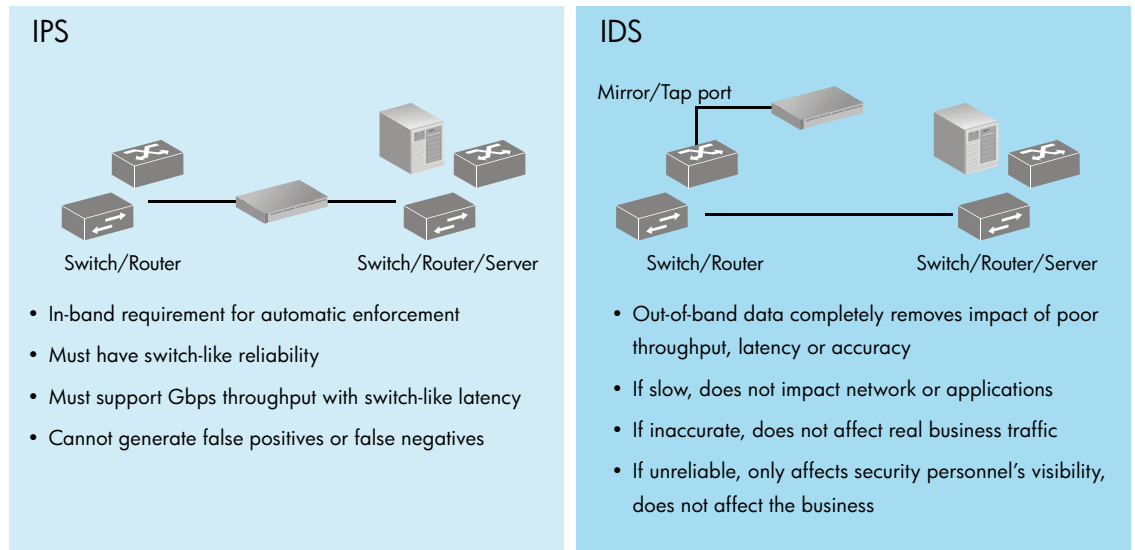 IPS
Switch/Router
Switch/Router/Server
• In-band requirement for automatic enforcement
• Must have switch-like reliability
• Must support Gbps throughput with switch-like latency
• Cannot generate false positives or false negatives
IDS
Mirror/Tap port
Switch/Router
Switch/Router/Server
• Out-of-band data completely removes impact of poor
throughput, latency or accuracy
• If slow, does not impact network or applications
• If inaccurate, does not affect real business traffic
• If unreliable, only affects security personnel’s visibility,
does not affect the business